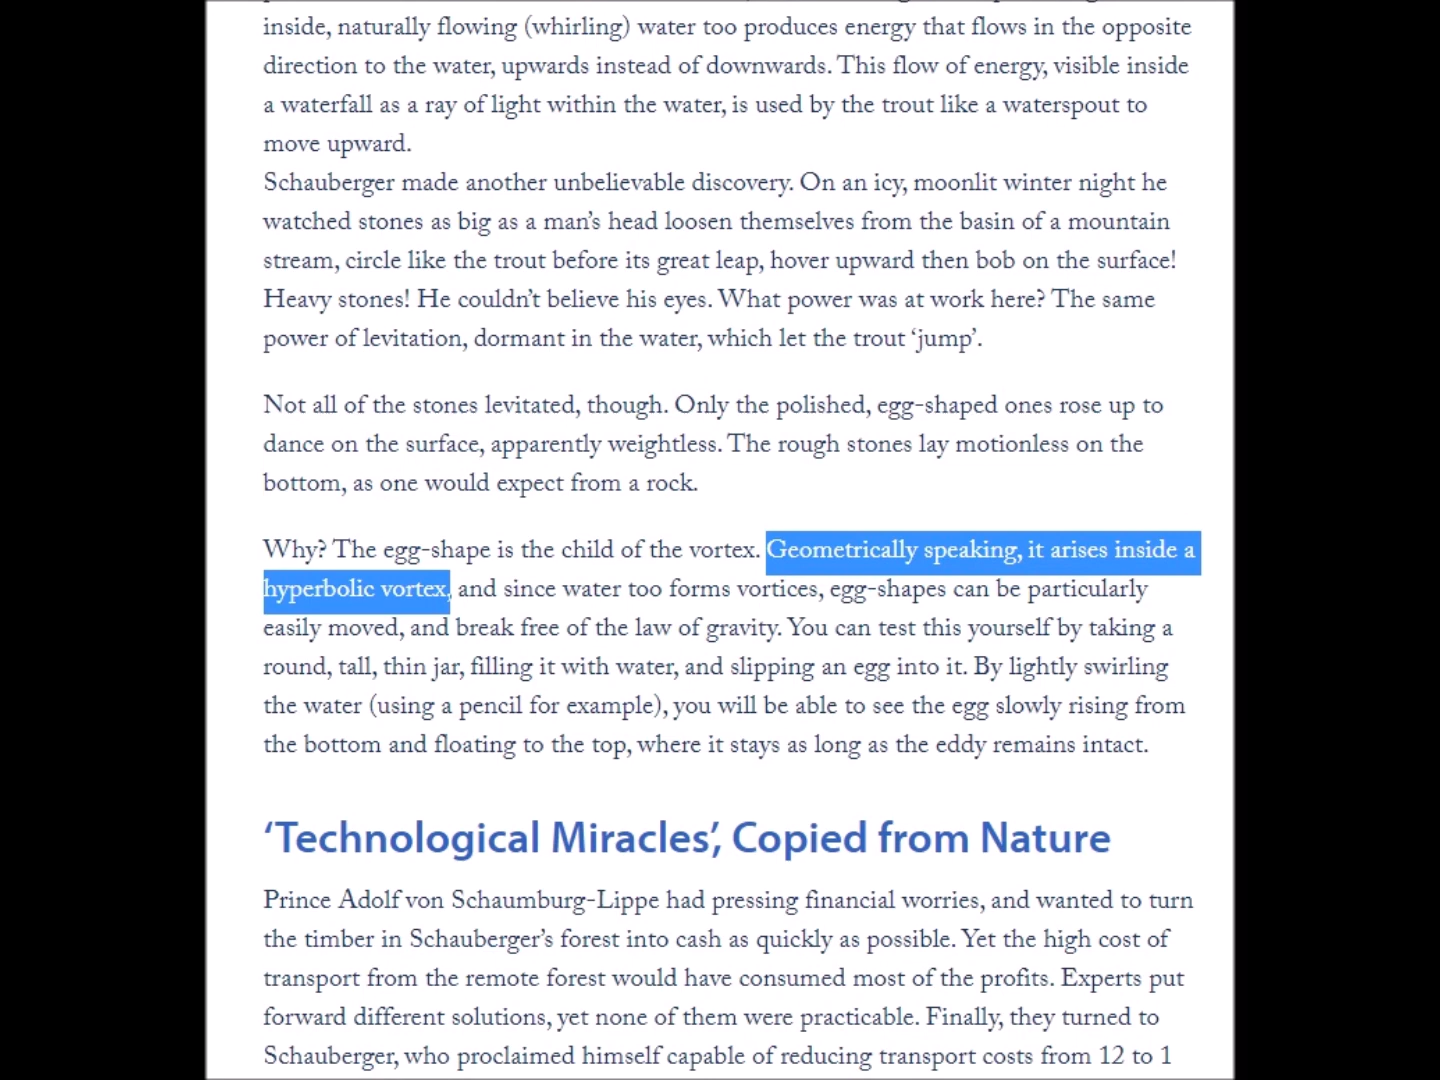 inside, naturally flowing (whirling) water too produces energy that flows in the opposite
direction to the water, upwards instead of downwards. This flow of energy, visible inside
a waterfall as a ray of light within the water, is used by the trout like a waterspout to
move upward.
Schauberger made another unbelievable discovery. On an icy, moonlit winter night he
watched stones as big as a man’s head loosen themselves from the basin of a mountain
stream, circle like the trout before its great leap, hover upward then bob on the surface!
Heavy stones! He couldn’t believe his eyes. What power was at work here? The same
power of levitation, dormant in the water, which let the trout ‘jump’.
Not all of the stones levitated, though. Only the polished, egg-shaped ones rose up to
dance on the surface, apparently weightless. The rough stones lay motionless on the
bottom, as one would expect from a rock.
Why? The egg-shape is the child of the vortex. Geometrically speaking, it arises inside a
hyperbolic vortex, and since water too forms vortices, egg-shapes can be particularly
easily moved, and break free of the law of gravity. You can test this yourself by taking a
round, tall, thin jar, filling it with water, and slipping an egg into it. By lightly swirling
the water (using a pencil for example), you will be able to see the egg slowly rising from
the bottom and floating to the top, where it stays as long as the eddy remains intact.
‘Technological Miracles’, Copied from Nature
Prince Adolf von Schaumburg-Lippe had pressing financial worries, and wanted to turn
the timber in Schauberger’s forest into cash as quickly as possible. Yet the high cost of
transport from the remote forest would have consumed most of the profits. Experts put
forward different solutions, yet none of them were practicable. Finally, they turned to
Schauberger, who proclaimed himself capable of reducing transport costs from 12 to 1